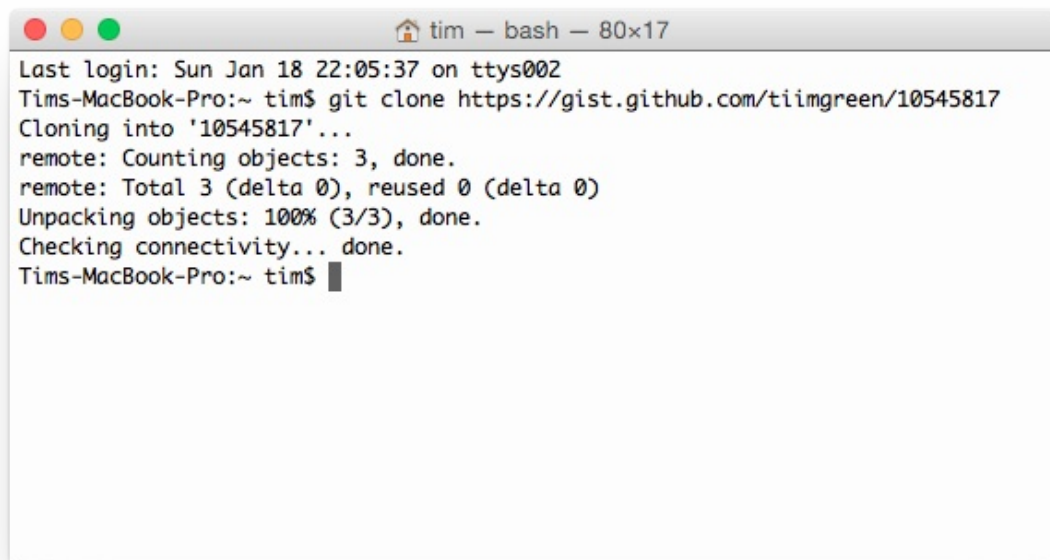 tim — bash — 80×17
Last login: Sun Jan 18 22:05:37 on ttys002
Tims-MacBook-Pro:~ tim$ git clone https://gist.github.com/tiimgreen/10545817
Cloning into '10545817'...
remote: Counting objects: 3, done.
remote: Total 3 (delta 0), reused 0 (delta 0)
Unpacking objects: 100% (3/3), done.
Checking connectivity... done.
Tims-MacBook-Pro:~ tim$